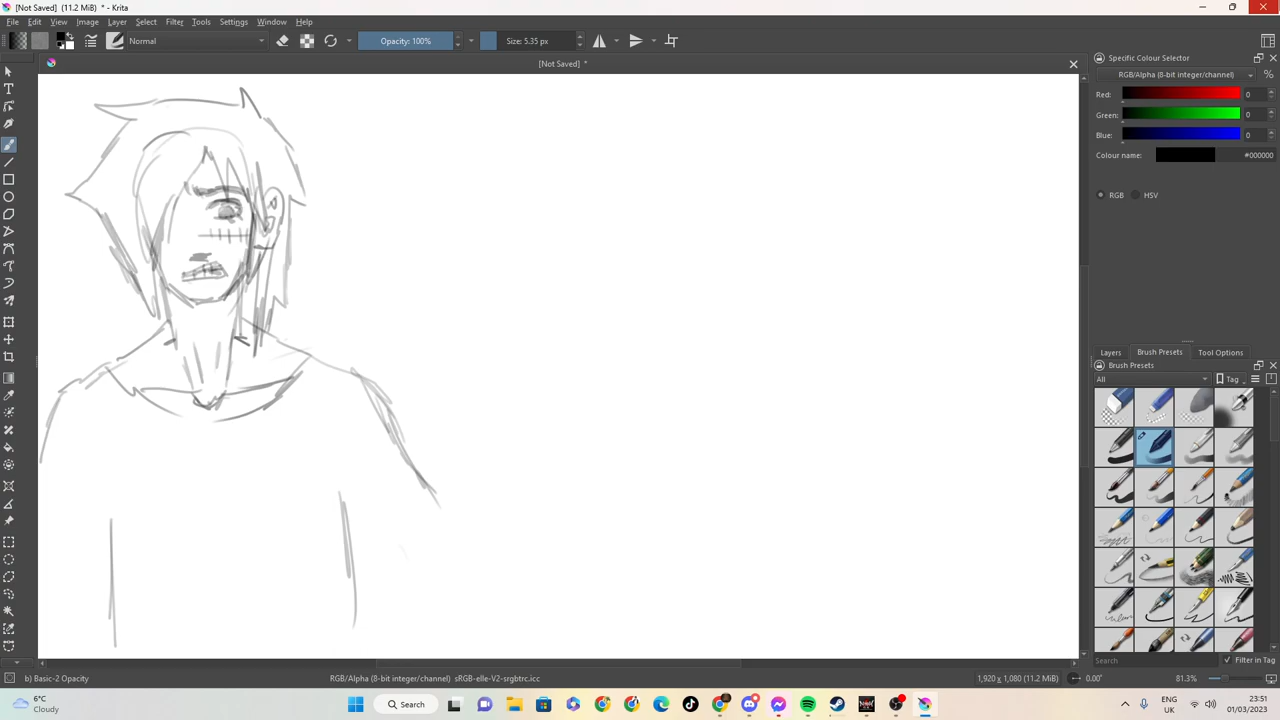 [Not Saved] (11.2 MiB) * - Krita
File Edit View Image Layer Select Filter Tools Settings Window Help
Normal Opacity: 100% Size: 5.35 px
[Not Saved] *
Specific Colour Selector
RGB/Alpha (8-bit integer/channel) %
Red: 0
Green: 0
Blue: 0
Colour name: #000000
RGB HSV
Layers Brush Presets Tool Options
Brush Presets
All Tag
Search Filter in Tag
b) Basic-2 Opacity RGB/Alpha (8-bit integer/channel) sRGB-elle-V2-srgbtrc.icc 1,920 x 1,080 (11.2 MiB) 0.00° 81.3%
6°C
Cloudy
Search
ENG
UK
23:51
01/03/2023